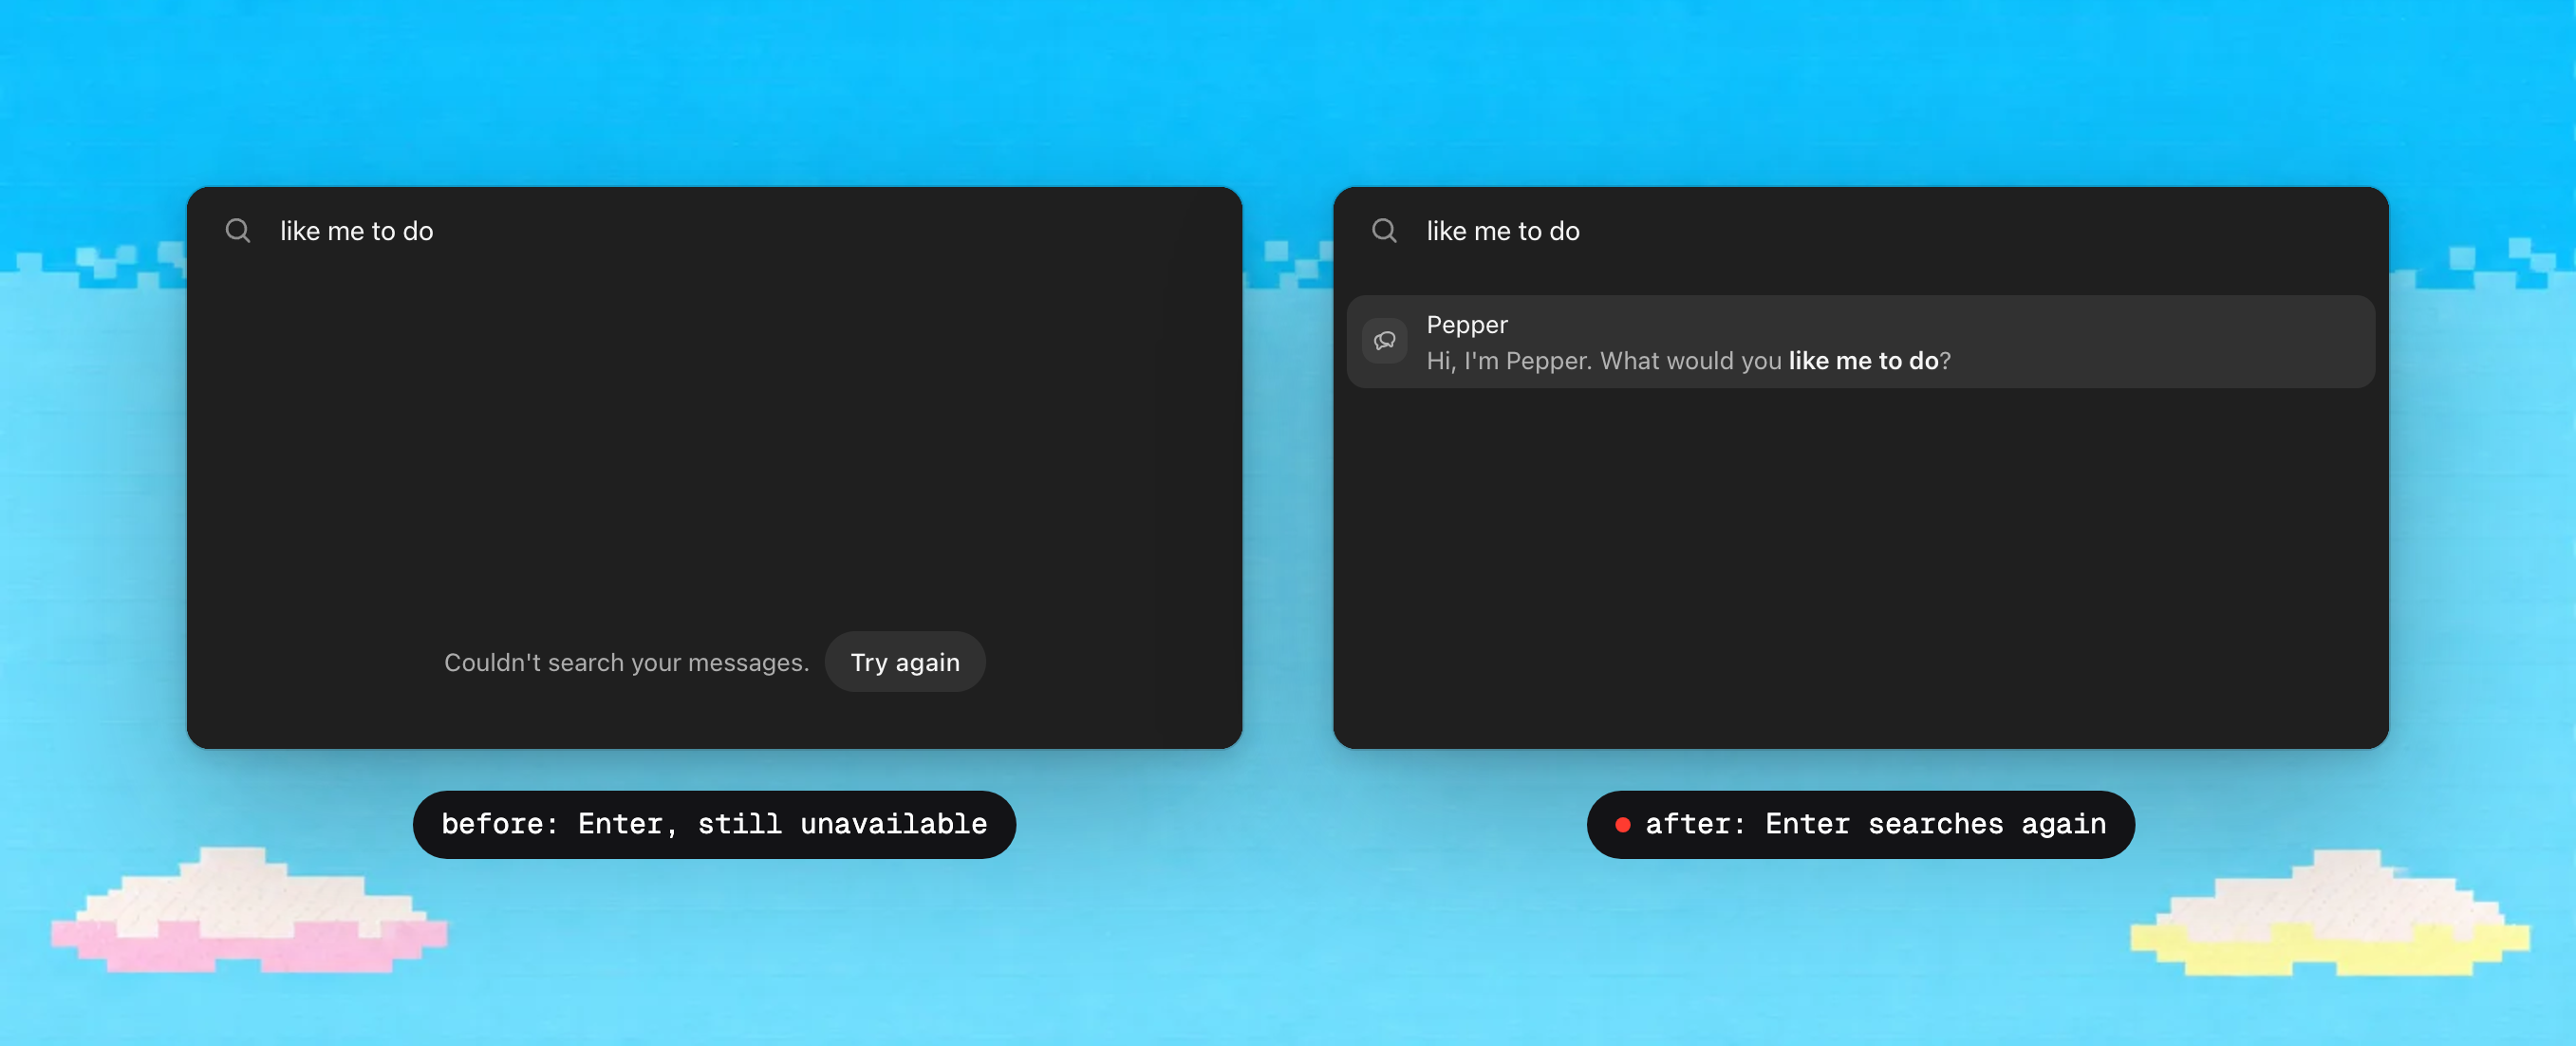 like me to do
Couldn't search your messages. Try again
before: Enter, still unavailable
like me to do
Pepper
Hi, I'm Pepper. What would you like me to do?
after: Enter searches again